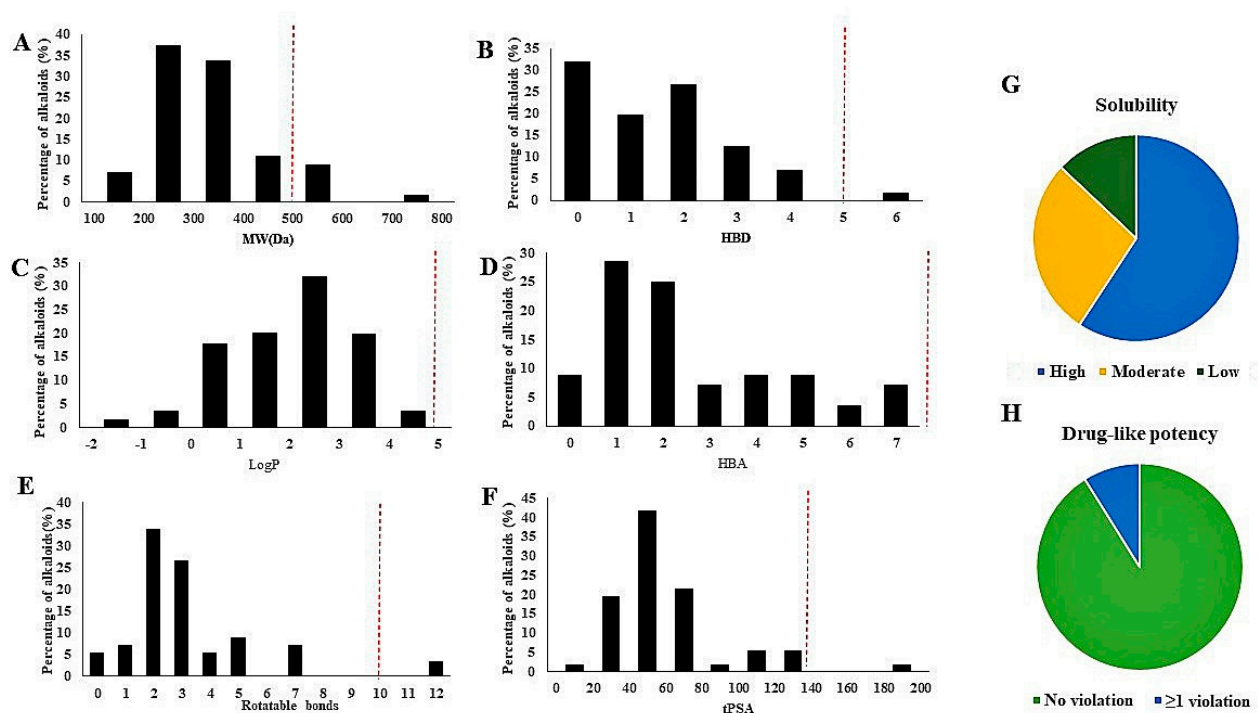 A
Percentage of alkaloids (%)
40
35
30
25
20
15
10
5
0
100 200 300 400 500 600 700 800
MW(Da)
B
Percentage of alkaloids (%)
35
30
25
20
15
10
5
0
0 1 2 3 4 5 6
HBD
C
Percentage of alkaloids (%)
35
30
25
20
15
10
5
0
-2 -1 0 1 2 3 4 5
LogP
D
Percentage of alkaloids (%)
30
25
20
15
10
5
0
0 1 2 3 4 5 6 7
HBA
E
Percentage of alkaloids(%)
40
35
30
25
20
15
10
5
0
0 1 2 3 4 5 6 7 8 9 10 11 12
Rotatable bonds
F
Percentage of alkaloids (%)
45
40
35
30
25
20
15
10
5
0
0 20 40 60 80 100 120 140 160 180 200
tPSA
G
Solubility
High Moderate Low
H
Drug-like potency
No violation ≥1 violation